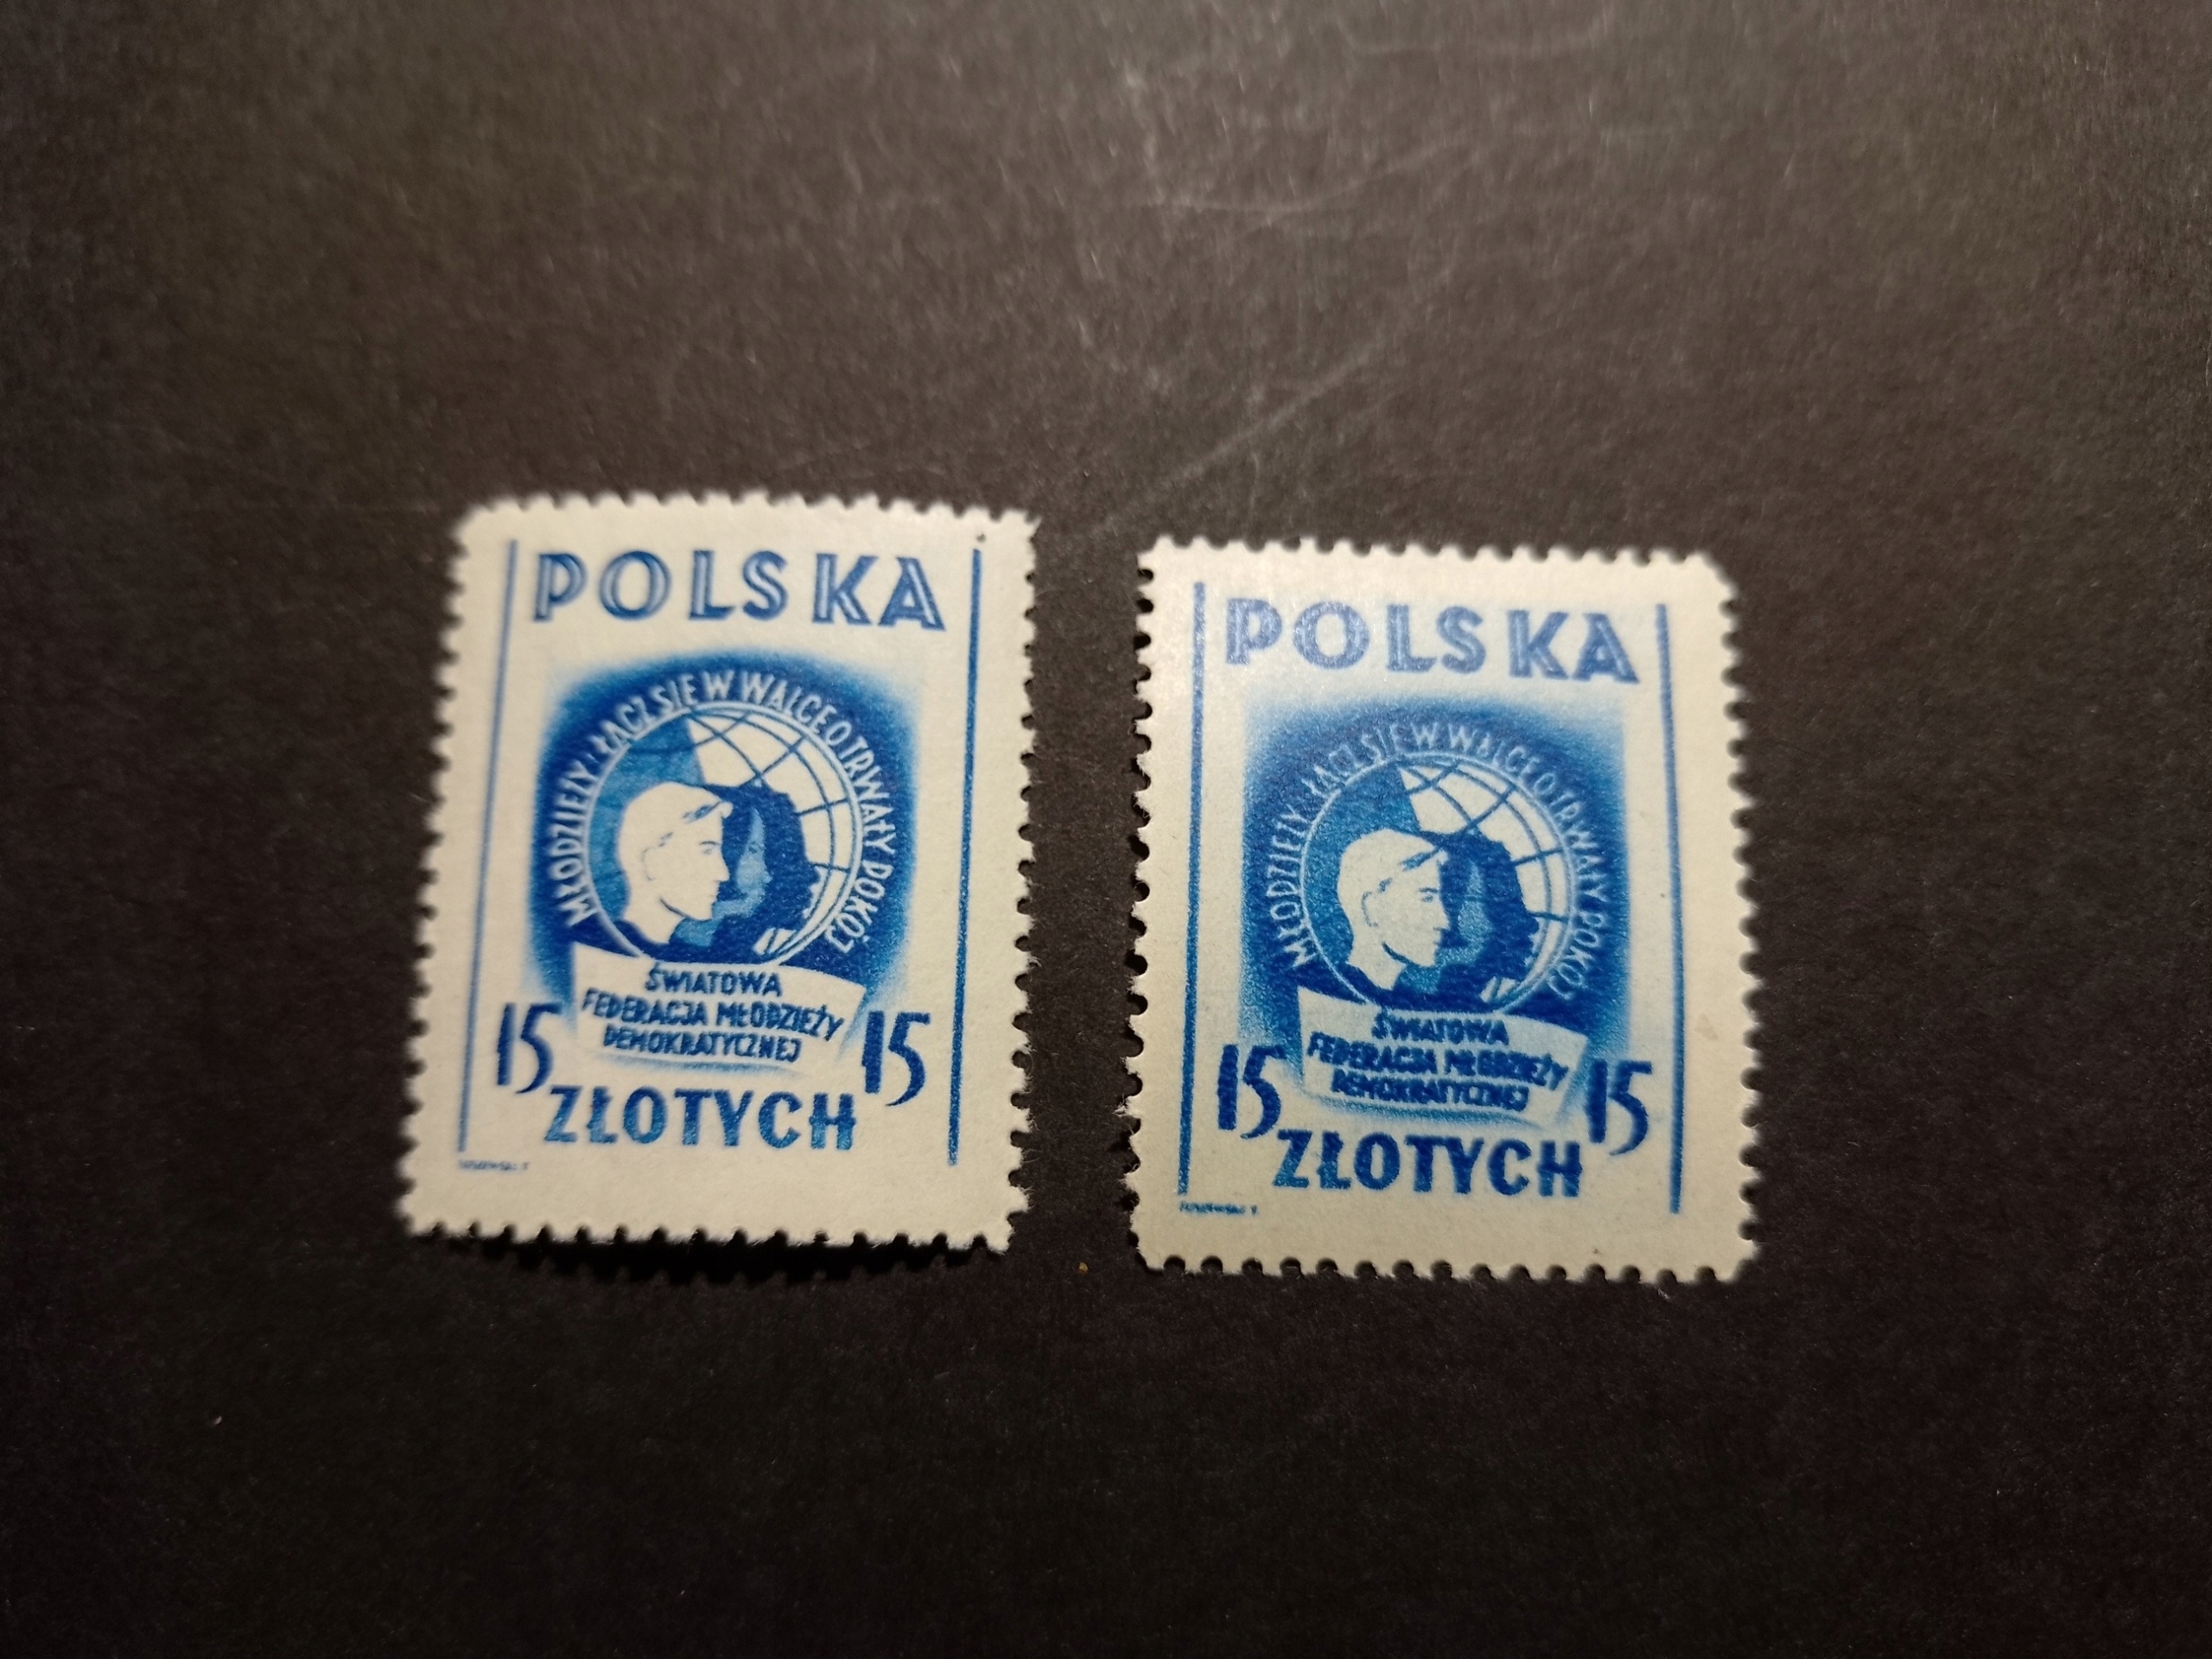 POLSKA
MŁODZIEŻY ŁĄCZ SIĘ W WALCE O TRWAŁY POKÓJ
ŚWIATOWA
FEDERACJA MŁODZIEŻY
DEMOKRATYCZNEJ
15 15
ZŁOTYCH
POLSKA
MŁODZIEŻY ŁĄCZ SIĘ W WALCE O TRWAŁY POKÓJ
ŚWIATOWA
FEDERACJA MŁODZIEŻY
DEMOKRATYCZNEJ
15 15
ZŁOTYCH